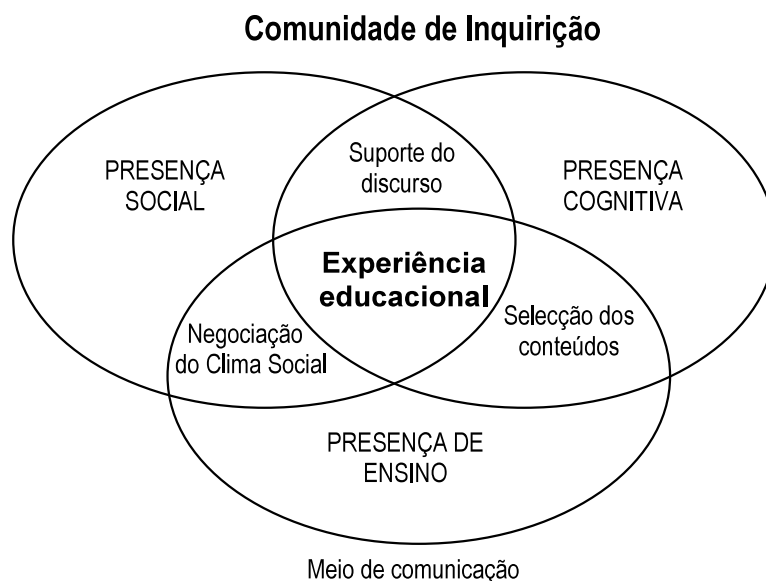 Comunidade de Inquirição
PRESENÇA
SOCIAL
Suporte do
discurso
PRESENÇA
COGNITIVA
Experiência
educacional
Negociação
do Clima Social
Selecção dos
conteúdos
PRESENÇA DE
ENSINO
Meio de comunicação